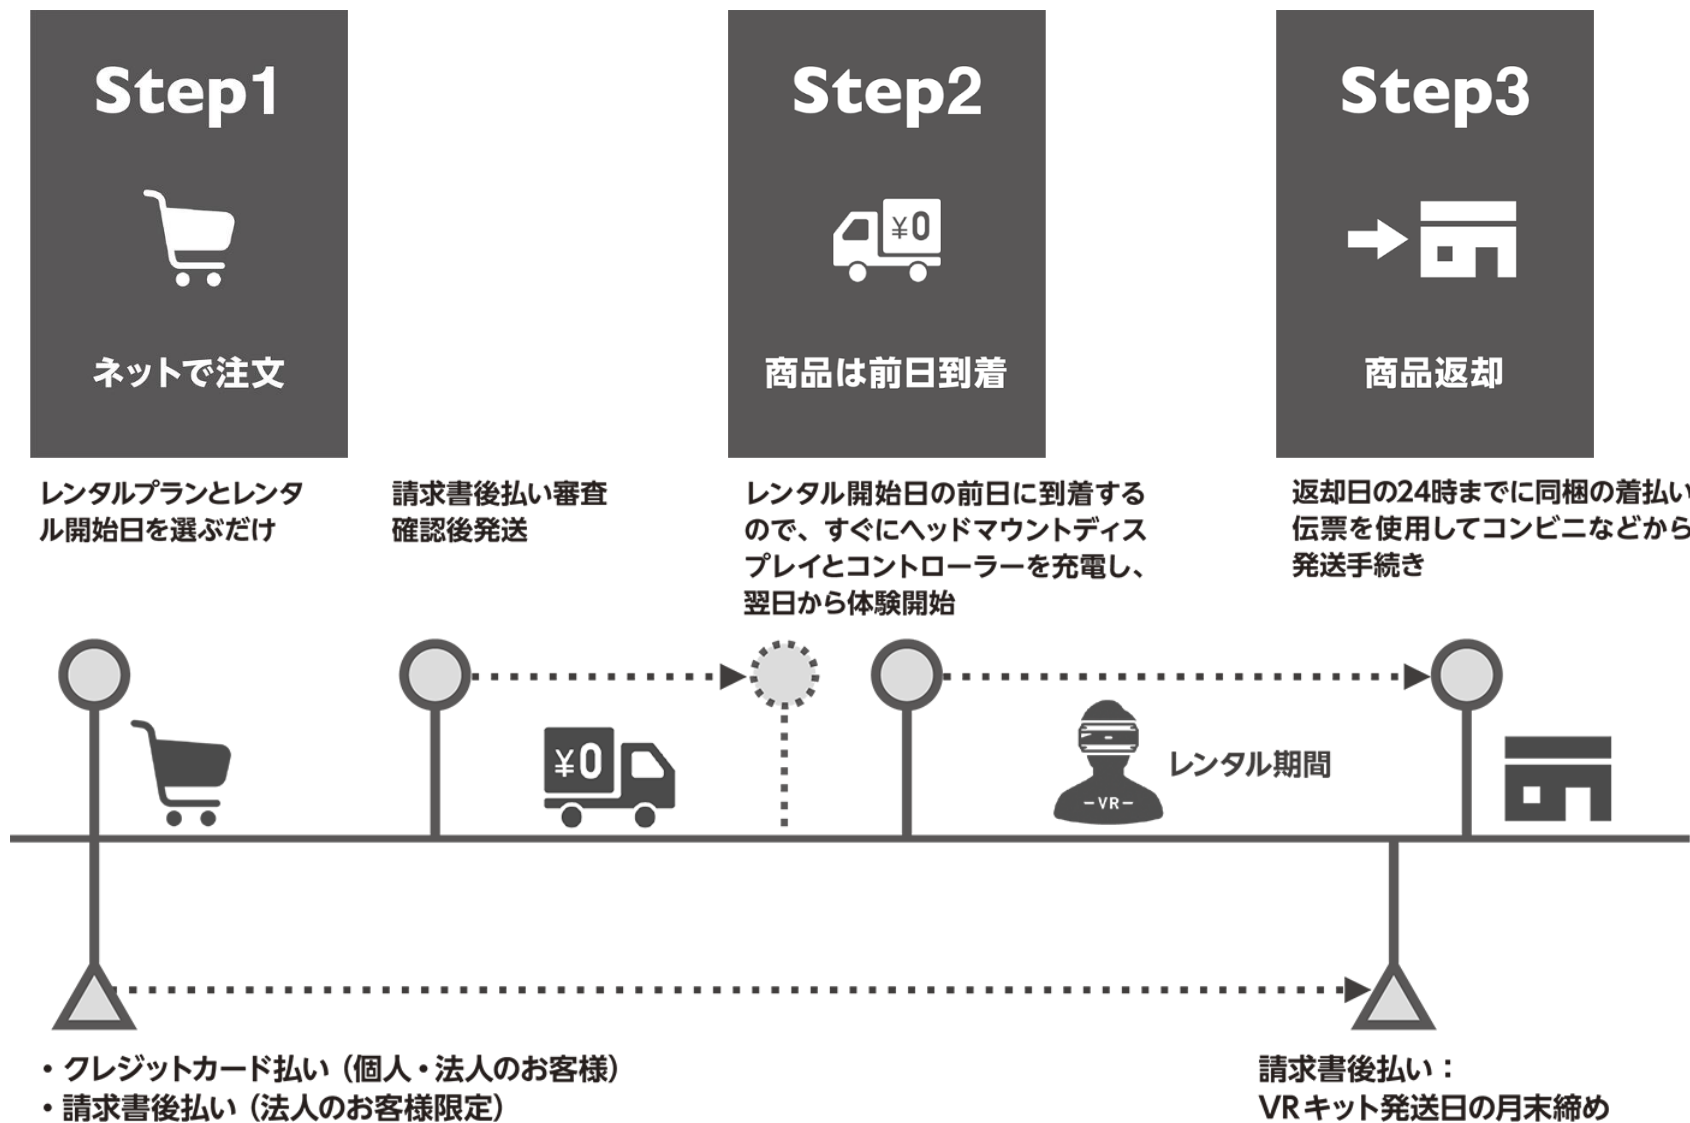 Step1
ネットで注文
レンタルプランとレンタ
ル開始日を選ぶだけ
請求書後払い審査
確認後発送
Step2
¥0
商品は前日到着
レンタル開始日の前日に到着する
ので、すぐにヘッドマウントディス
プレイとコントローラーを充電し、
翌日から体験開始
Step3
商品返却
返却日の24時までに同梱の着払い
伝票を使用してコンビニなどから
発送手続き
¥0
-VR-
レンタル期間
・クレジットカード払い（個人・法人のお客様）
・請求書後払い（法人のお客様限定）
請求書後払い：
VRキット発送日の月末締め